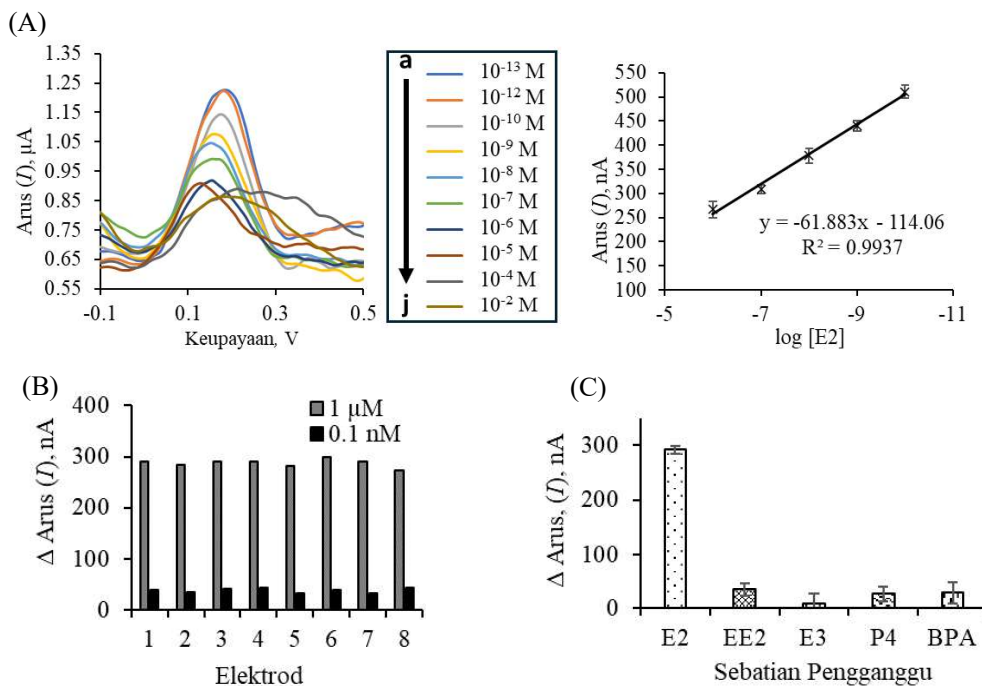 (A)
Arus (I), µA
1.35
1.25
1.15
1.05
0.95
0.85
0.75
0.65
0.55
-0.1
0.1
0.3
0.5
Keupayaan, V
a
j
10⁻¹³ M
10⁻¹² M
10⁻¹⁰ M
10⁻⁹ M
10⁻⁸ M
10⁻⁷ M
10⁻⁶ M
10⁻⁵ M
10⁻⁴ M
10⁻² M
Arus (I), nA
550
500
450
400
350
300
250
200
150
100
y = -61.883x - 114.06
R² = 0.9937
-5
-7
-9
-11
log [E2]
(B)
Δ Arus (I), nA
400
300
200
100
0
1 µM
0.1 nM
1 2 3 4 5 6 7 8
Elektrod
(C)
Δ Arus, (I), nA
300
200
100
0
E2 EE2 E3 P4 BPA
Sebatian Pengganggu